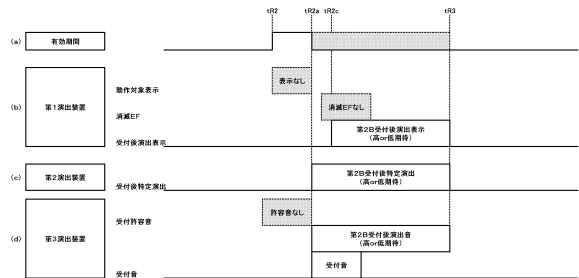 tR2 tR2a tR2c tR3
(a) 有効期間
表示なし
動作対象表示
(b) 第1演出装置
消滅EF 消滅EFなし
受付後演出表示 第2B受付後演出表示
(高or低期待)
(c) 第2演出装置
受付後特定演出 第2B受付後特定演出
(高or低期待)
受付許容音 許容音なし
(d) 第3演出装置
第2B受付後演出音
(高or低期待)
受付音 受付音